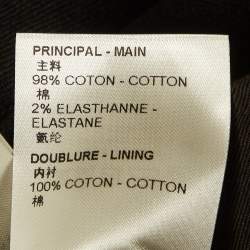 PRINCIPAL - MAIN
主料
98% COTON - COTTON
棉
2% ELASTHANNE -
ELASTANE
氨纶
DOUBLURE - LINING
内衬
100% COTON - COTTON
棉